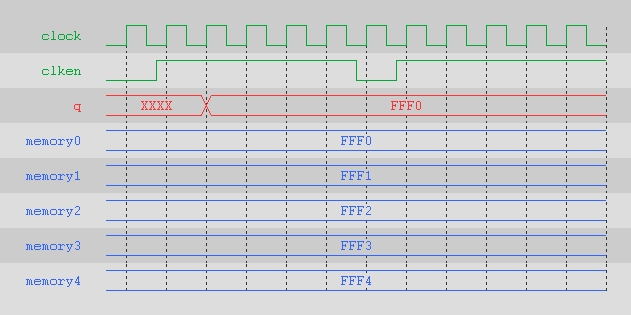 clock
clken
q XXXX FFF0
memory0 FFF0
memory1 FFF1
memory2 FFF2
memory3 FFF3
memory4 FFF4